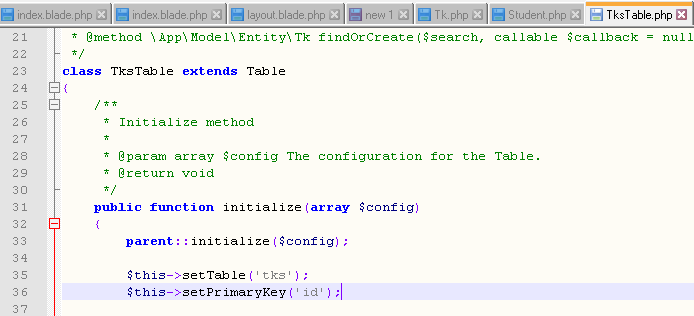 index.blade.php index.blade.php layout.blade.php new 1 Tk.php Student.php TksTable.php
21 * @method \App\Model\Entity\Tk findOrCreate($search, callable $callback = null
22 */
23 class TksTable extends Table
24 {
25 /**
26 * Initialize method
27 *
28 * @param array $config The configuration for the Table.
29 * @return void
30 */
31 public function initialize(array $config)
32 {
33 parent::initialize($config);
34
35 $this->setTable('tks');
36 $this->setPrimaryKey('id');
37